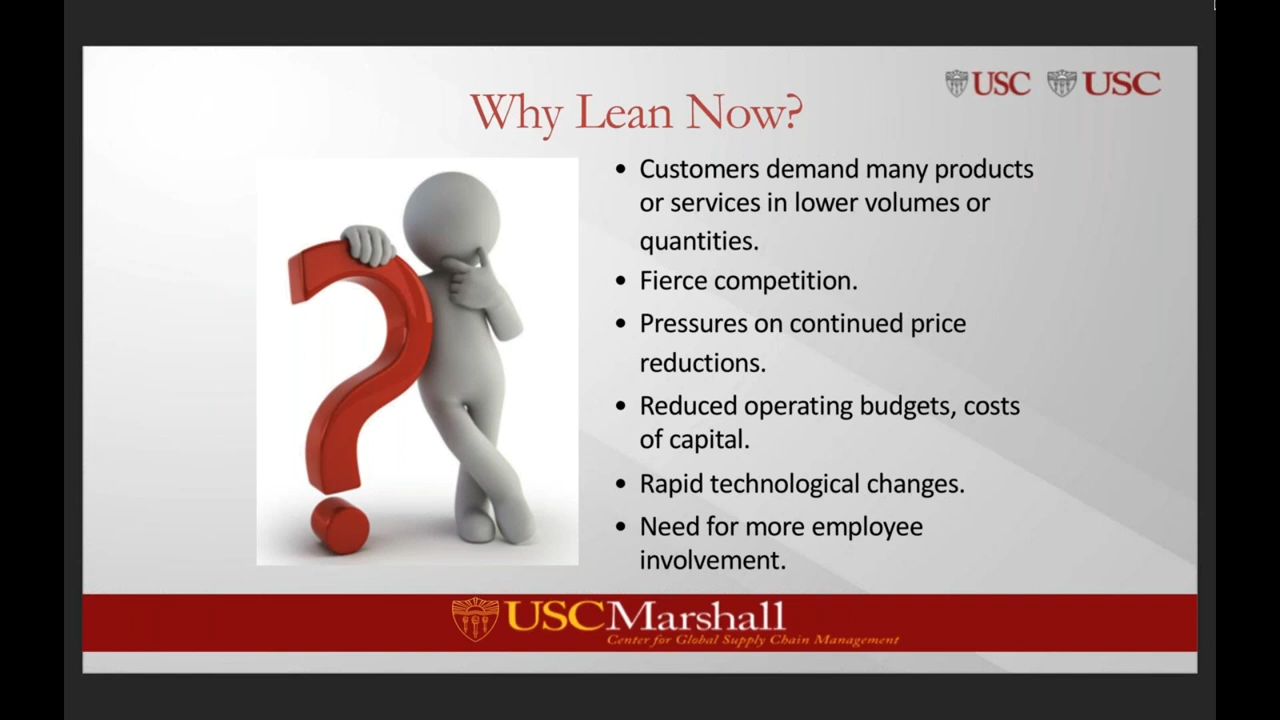 USC USC
Why Lean Now?
• Customers demand many products
or services in lower volumes or
quantities.
• Fierce competition.
• Pressures on continued price
reductions.
• Reduced operating budgets, costs
of capital.
• Rapid technological changes.
• Need for more employee
involvement.
USCMarshall
Center for Global Supply Chain Management